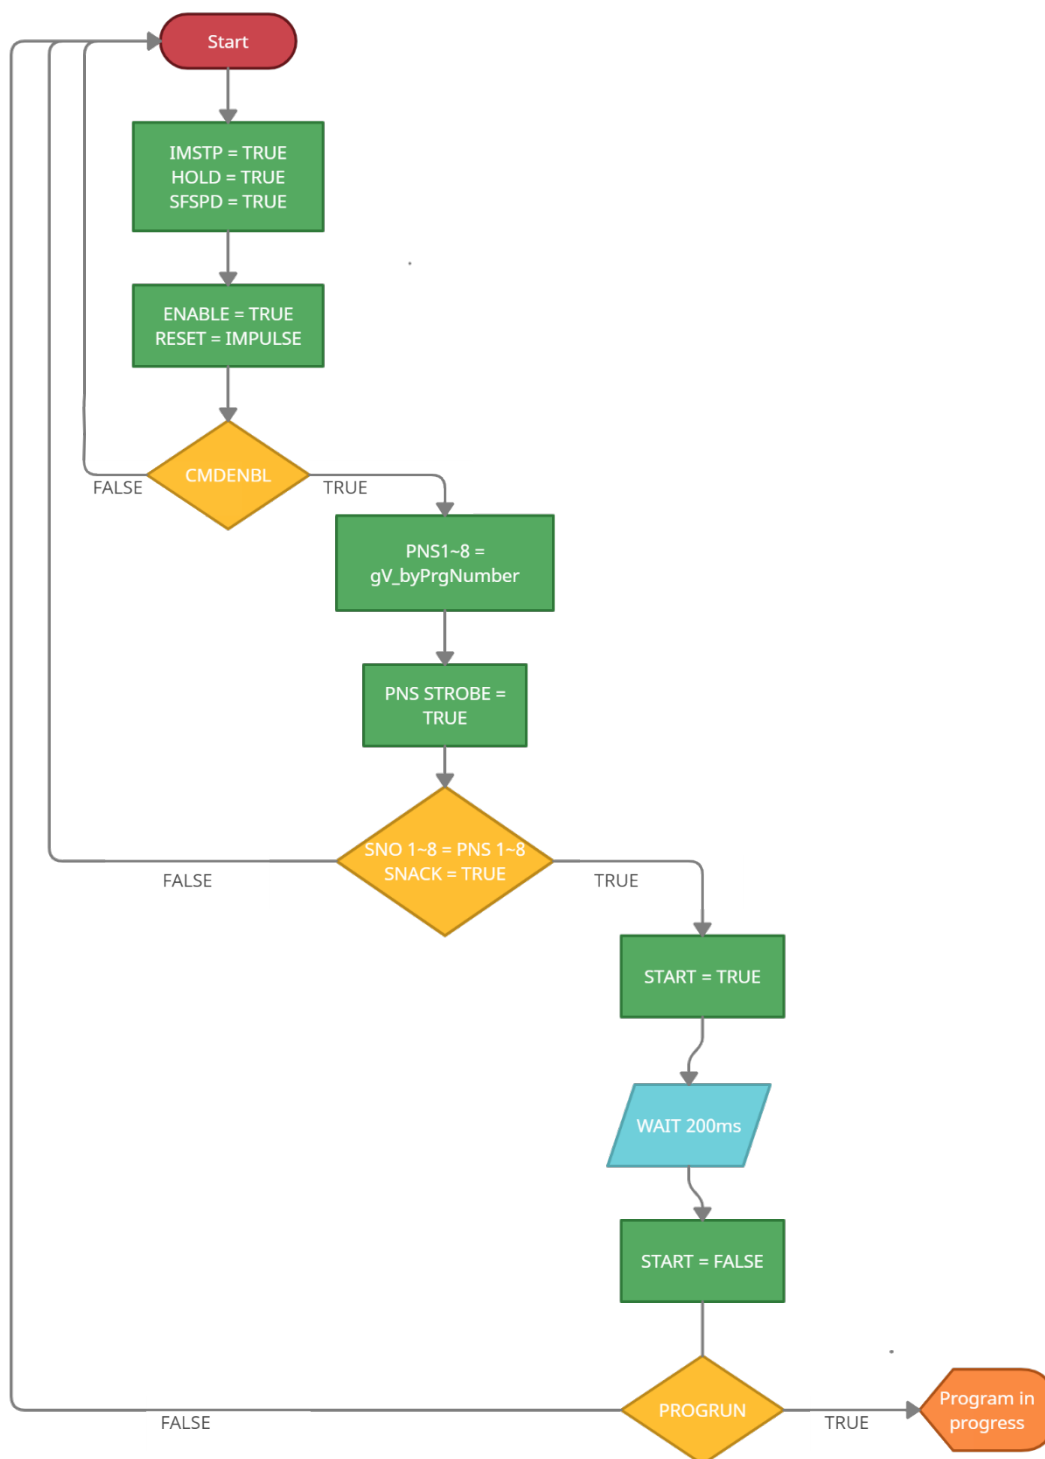 Start
IMSTP = TRUE
HOLD = TRUE
SFSPD = TRUE
ENABLE = TRUE
RESET = IMPULSE
CMDENBL
FALSE
TRUE
PNS1~8 =
gV_byPrgNumber
PNS STROBE =
TRUE
SNO 1~8 = PNS 1~8
SNACK = TRUE
FALSE
TRUE
START = TRUE
WAIT 200ms
START = FALSE
PROGRUN
FALSE
TRUE
Program in
progress